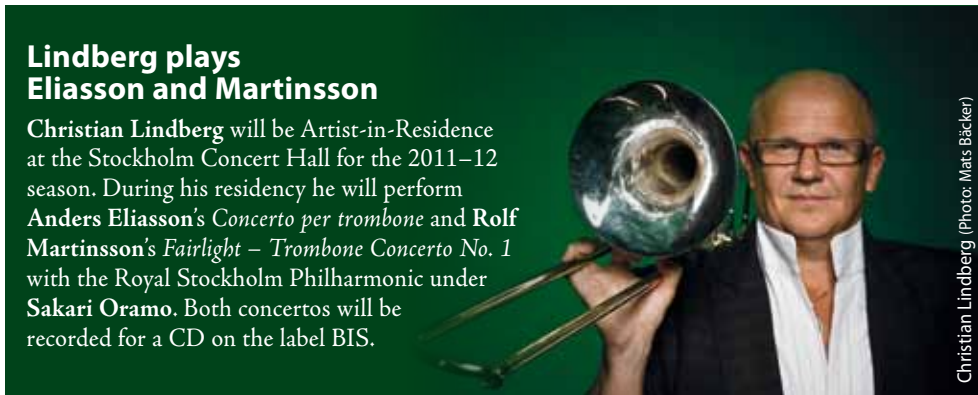 Lindberg plays
Eliasson and Martinsson
Christian Lindberg will be Artist-in-Residence
at the Stockholm Concert Hall for the 2011–12
season. During his residency he will perform
Anders Eliasson's Concerto per trombone and Rolf
Martinsson's Fairlight – Trombone Concerto No. 1
with the Royal Stockholm Philharmonic under
Sakari Oramo. Both concertos will be
recorded for a CD on the label BIS.
Christian Lindberg (Photo: Mats Bäcker)